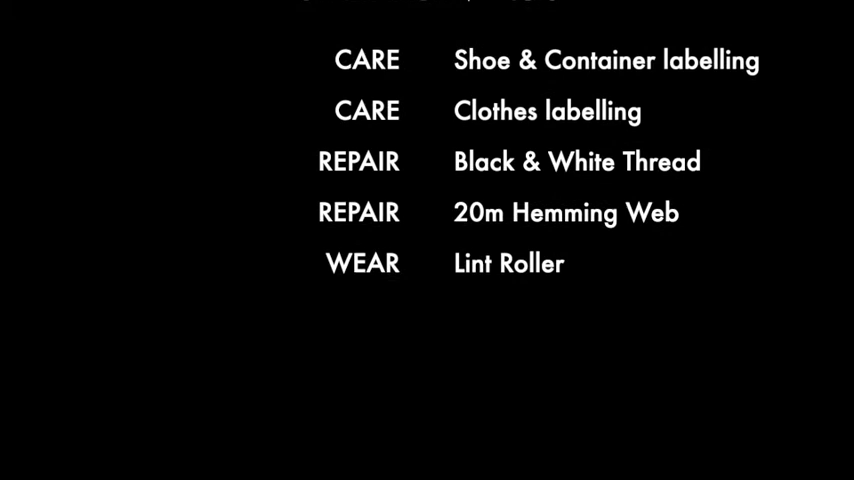 CARE Shoe & Container labelling
CARE Clothes labelling
REPAIR Black & White Thread
REPAIR 20m Hemming Web
WEAR Lint Roller